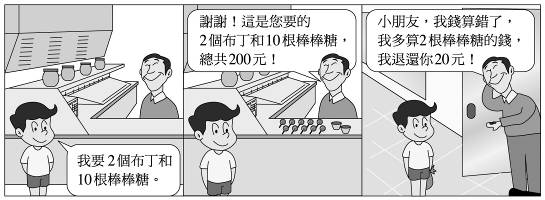 我要2個布丁和
10根棒棒糖。
謝謝！這是您要的
2個布丁和10根棒棒糖，
總共200元！
小朋友，我錢算錯了，
我多算2根棒棒糖的錢，
我退還你20元！